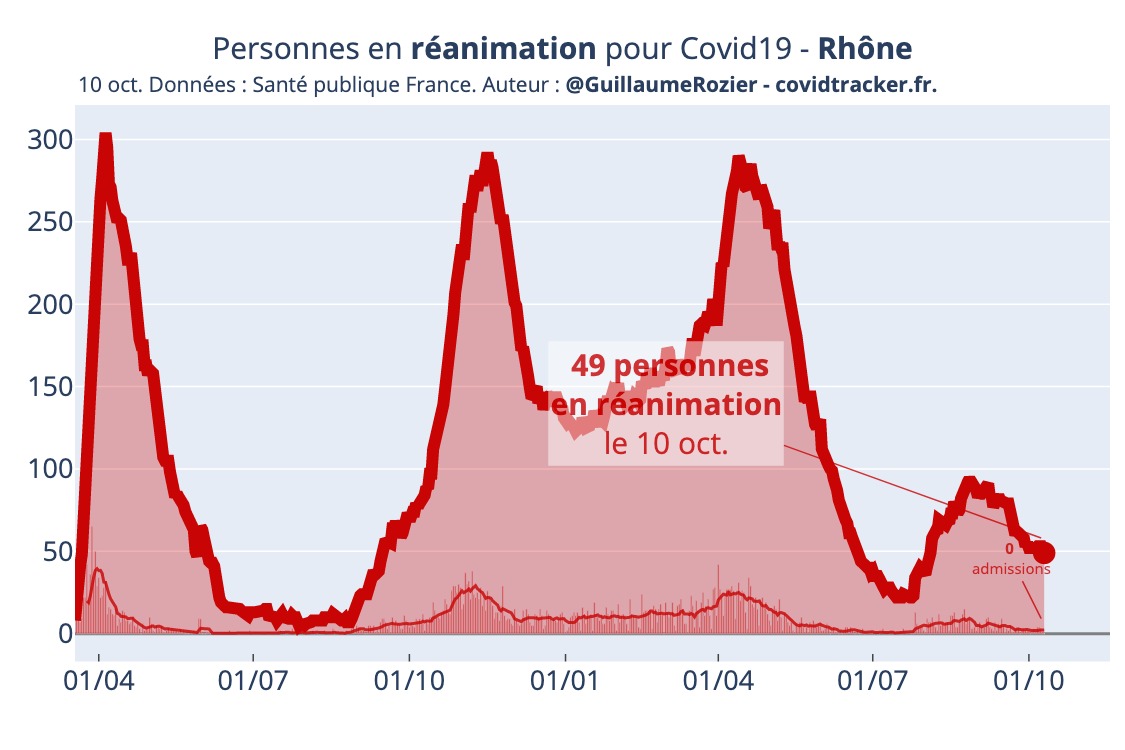 Personnes en réanimation pour Covid19 - Rhône
10 oct. Données : Santé publique France. Auteur : @GuillaumeRozier - covidtracker.fr.
300
250
200
150
100
50
0
49 personnes
en réanimation
le 10 oct.
0
admissions
01/04 01/07 01/10 01/01 01/04 01/07 01/10